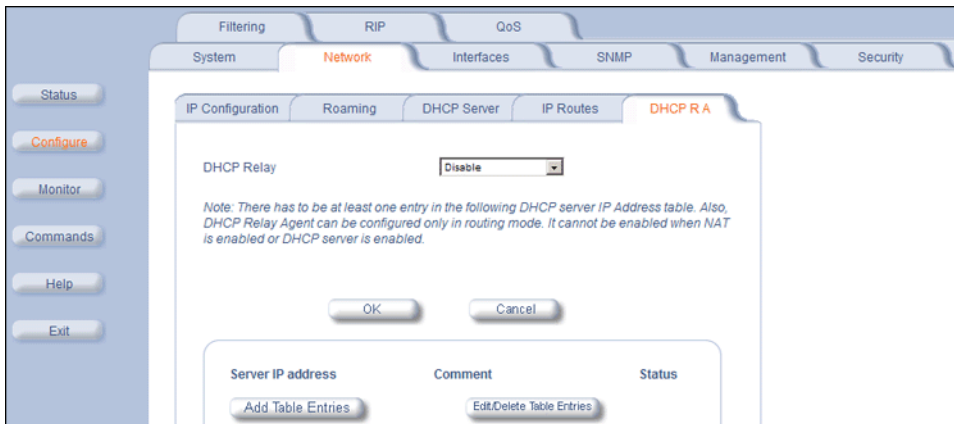 Filtering RIP QoS
System Network Interfaces SNMP Management Security
Status
Configure
Monitor
Commands
Help
Exit
IP Configuration Roaming DHCP Server IP Routes DHCP R A
DHCP Relay Disable
Note: There has to be at least one entry in the following DHCP server IP Address table. Also,
DHCP Relay Agent can be configured only in routing mode. It cannot be enabled when NAT
is enabled or DHCP server is enabled.
OK Cancel
Server IP address Comment Status
Add Table Entries Edit/Delete Table Entries